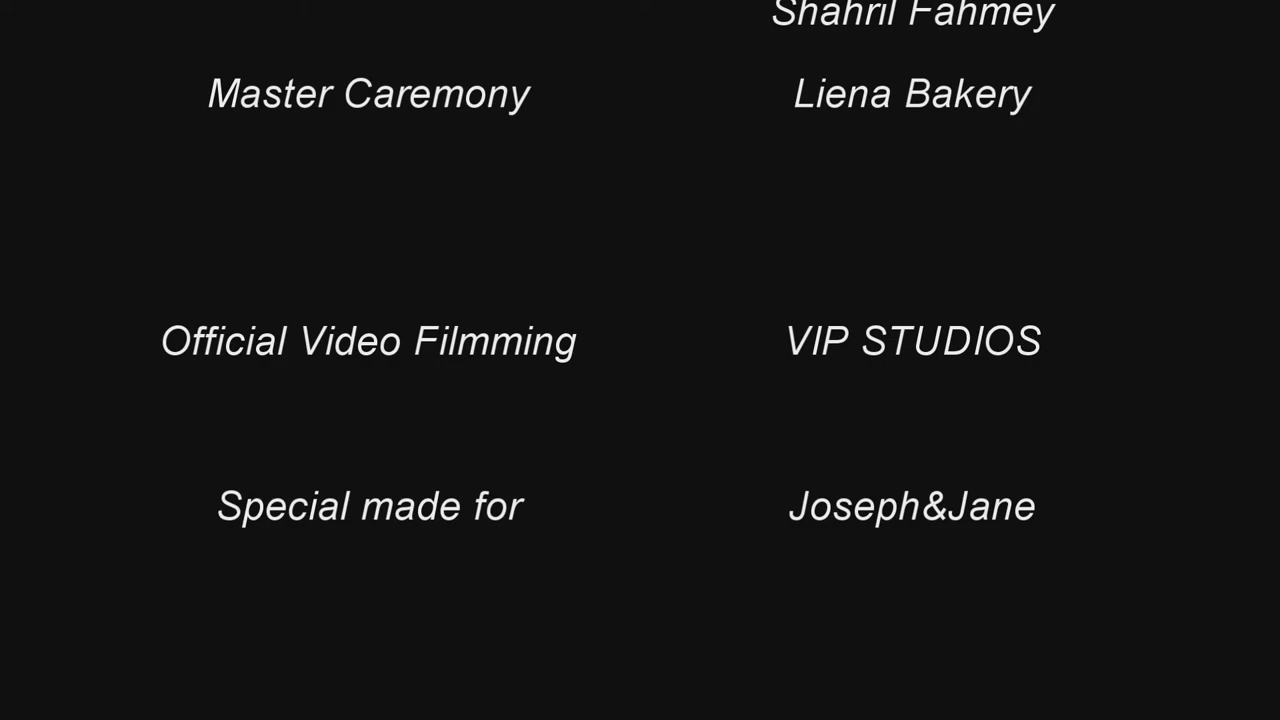 Shahril Fahmey
Master Caremony Liena Bakery
Official Video Filmming VIP STUDIOS
Special made for Joseph&Jane